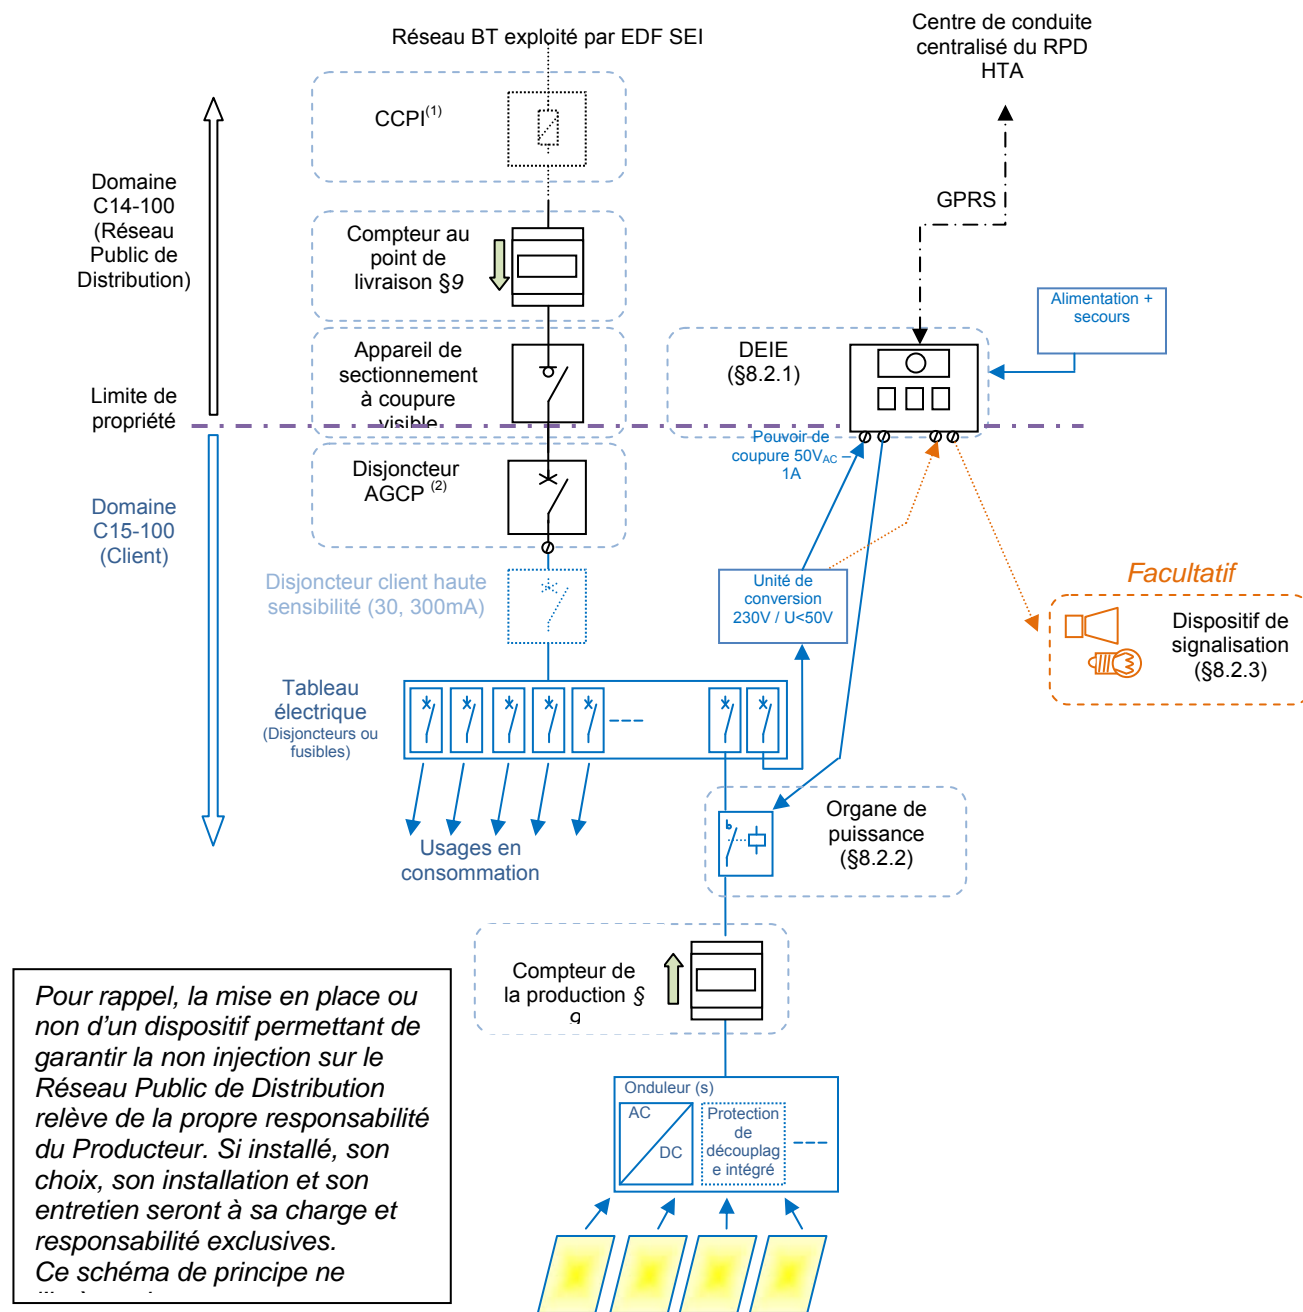 Réseau BT exploité par EDF SEI
Centre de conduite
centralisé du RPD
HTA
CCPI(1)
GPRS
Domaine
C14-100
(Réseau
Public de
Distribution)
Compteur au
point de
livraison §9
Alimentation +
secours
Appareil de
sectionnement
à coupure
visible
DEIE
(§8.2.1)
Limite de
propriété
Pouvoir de
coupure 50VAC –
1A
Disjoncteur
AGCP (2)
Domaine
C15-100
(Client)
Disjoncteur client haute
sensibilité (30, 300mA)
Unité de
conversion
230V / U<50V
Facultatif
Dispositif de
signalisation
(§8.2.3)
Tableau
électrique
(Disjoncteurs ou
fusibles)
Usages en
consommation
Organe de
puissance
(§8.2.2)
Compteur de
la production §
9
Pour rappel, la mise en place ou
non d'un dispositif permettant de
garantir la non injection sur le
Réseau Public de Distribution
relève de la propre responsabilité
du Producteur. Si installé, son
choix, son installation et son
entretien seront à sa charge et
responsabilité exclusives.
Ce schéma de principe ne
Onduleur (s)
AC
DC
Protection
de
découplag
e intégré